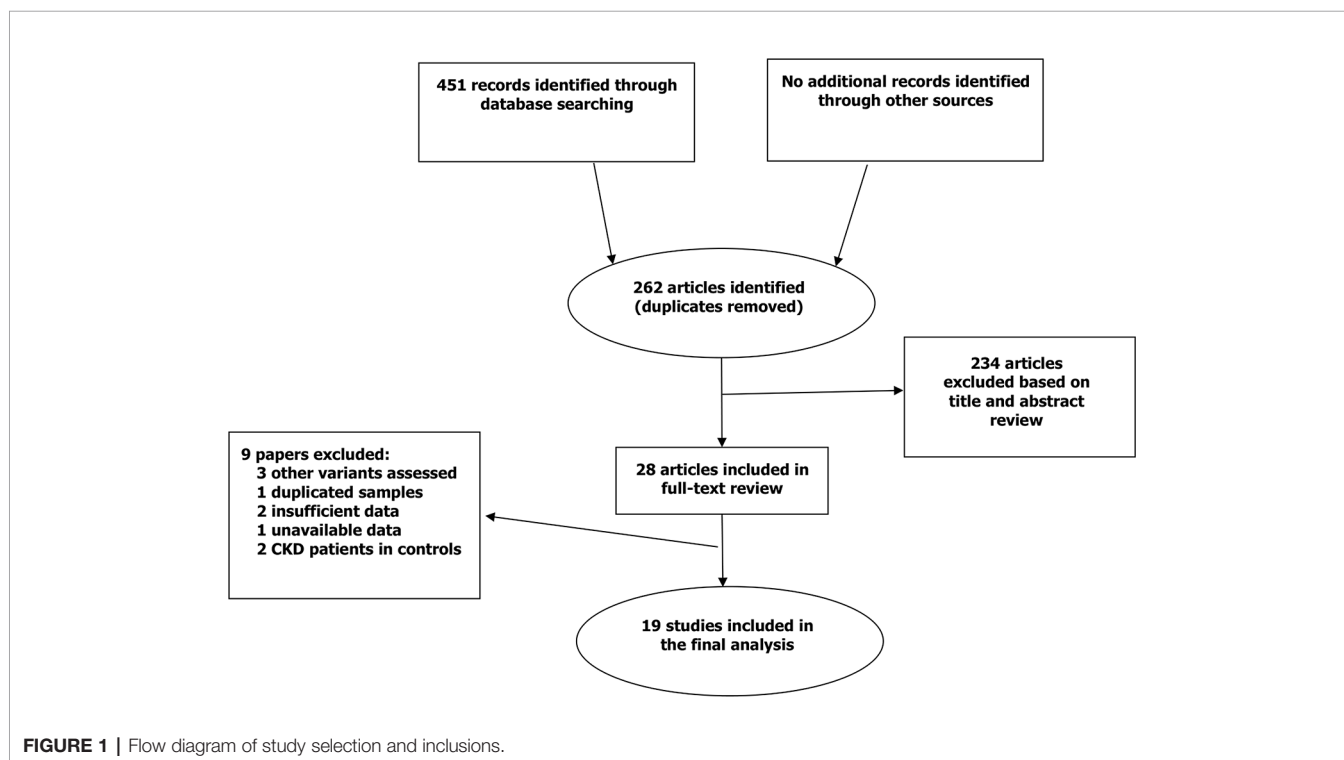 451 records identified through
database searching
No additional records identified
through other sources
262 articles identified
(duplicates removed)
234 articles
excluded based on
title and abstract
review
9 papers excluded:
3 other variants assessed
1 duplicated samples
2 insufficient data
1 unavailable data
2 CKD patients in controls
28 articles included in
full-text review
19 studies included in
the final analysis
FIGURE 1 | Flow diagram of study selection and inclusions.